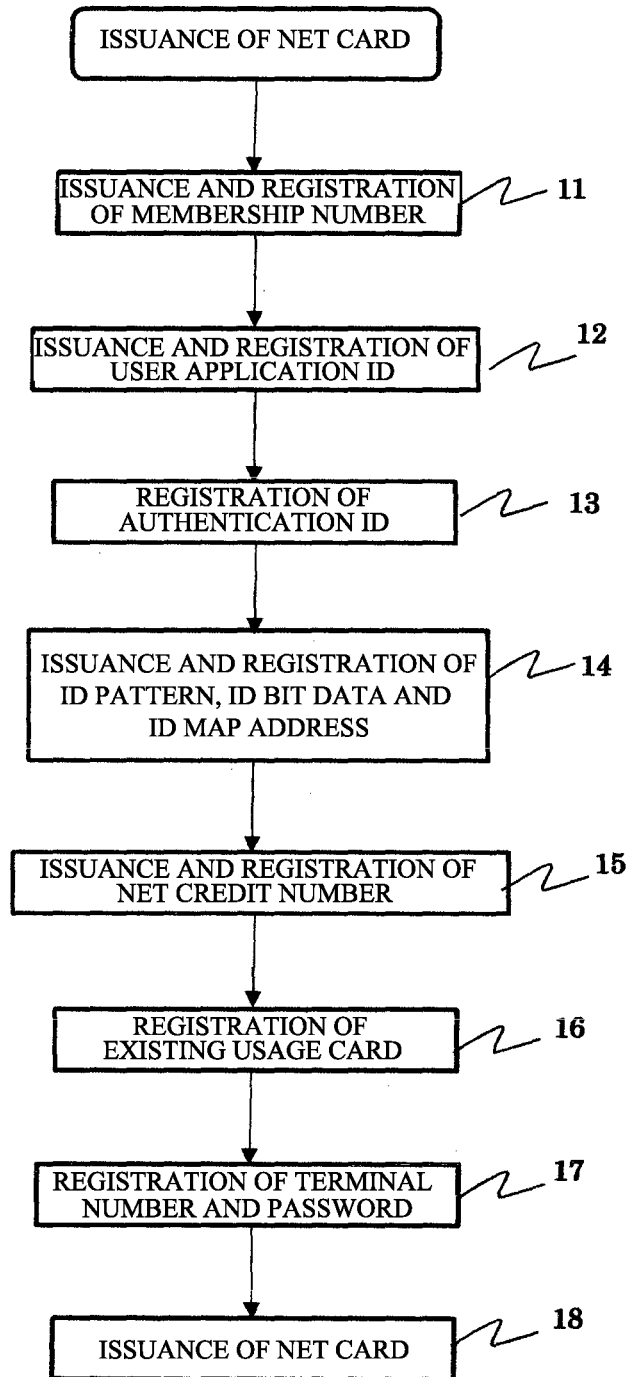 ISSUANCE OF NET CARD
ISSUANCE AND REGISTRATION
OF MEMBERSHIP NUMBER
11
ISSUANCE AND REGISTRATION OF
USER APPLICATION ID
12
REGISTRATION OF
AUTHENTICATION ID
13
ISSUANCE AND REGISTRATION OF
ID PATTERN, ID BIT DATA AND
ID MAP ADDRESS
14
ISSUANCE AND REGISTRATION OF
NET CREDIT NUMBER
15
REGISTRATION OF
EXISTING USAGE CARD
16
REGISTRATION OF TERMINAL
NUMBER AND PASSWORD
17
ISSUANCE OF NET CARD
18